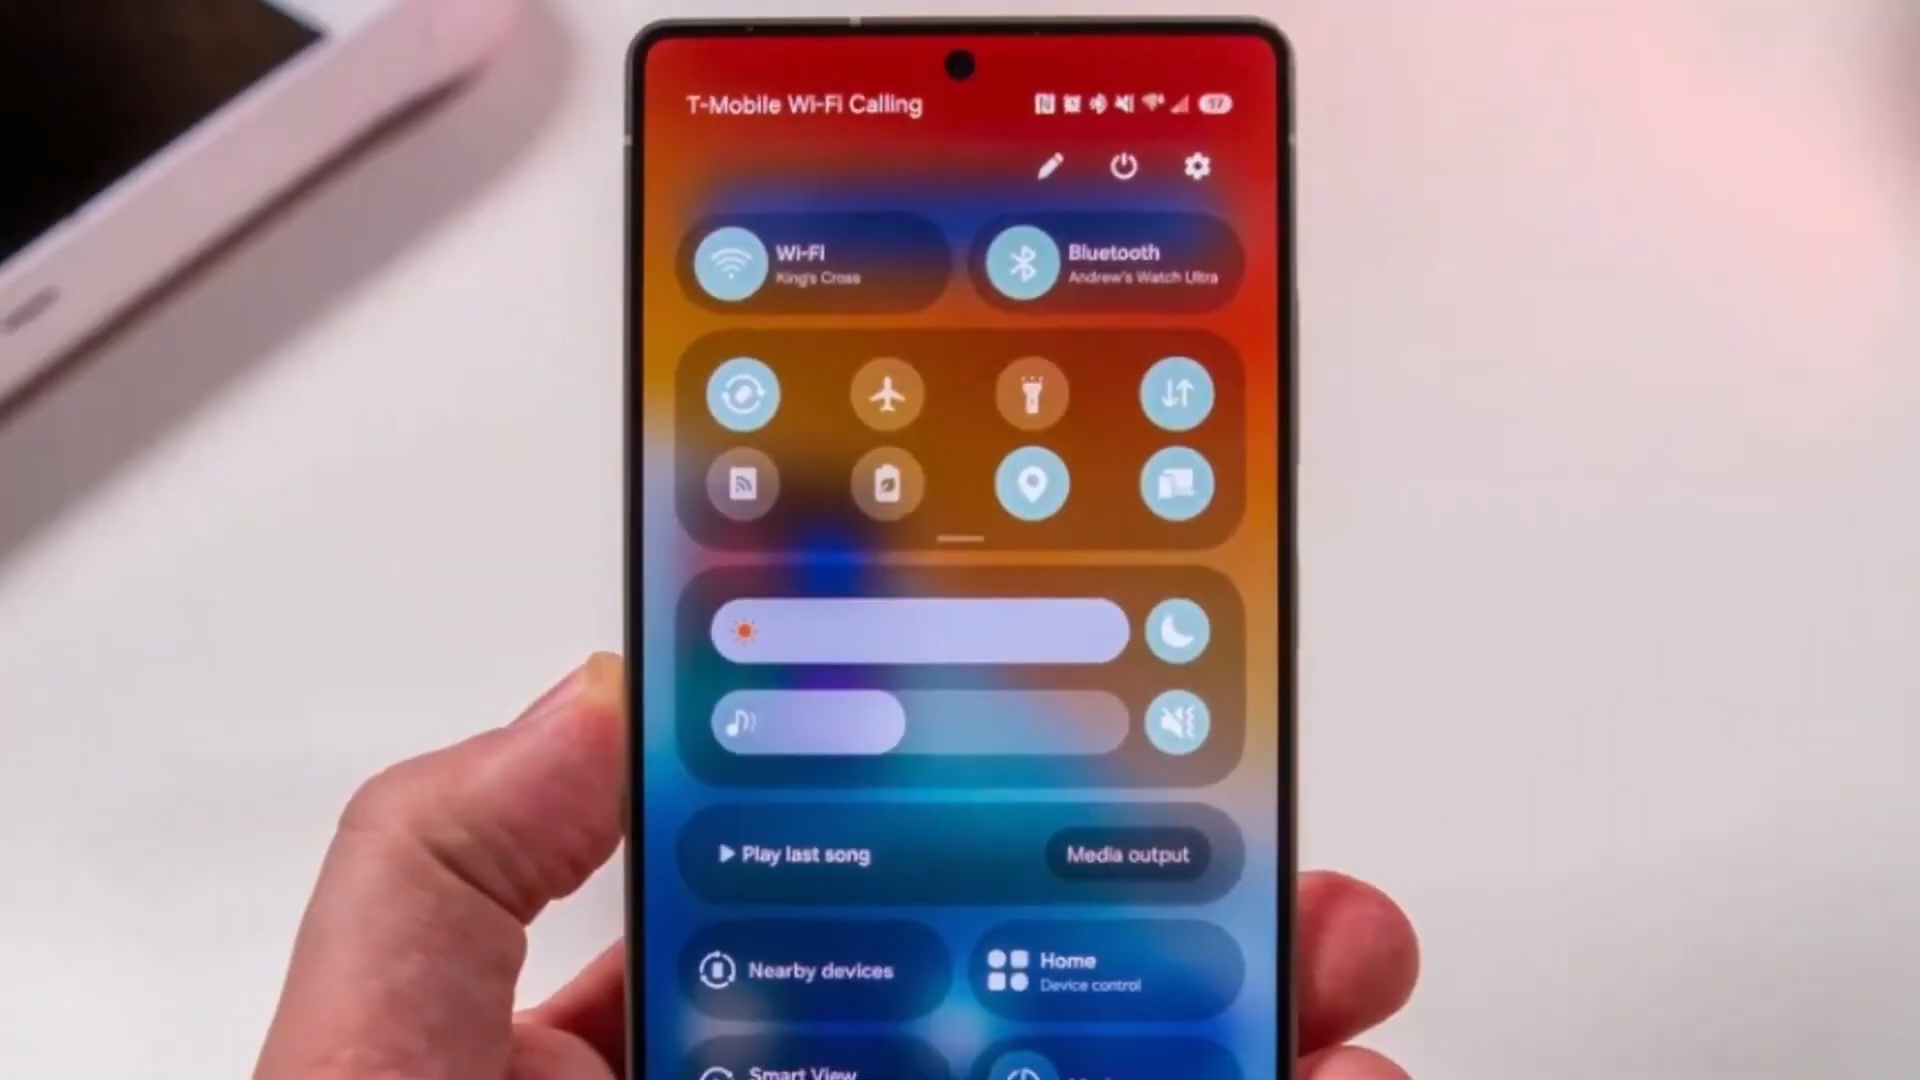 T-Mobile Wi-Fi Calling
17
Wi-Fi
King's Cross
Bluetooth
Andrew's Watch Ultra
Play last song
Media output
Nearby devices
Home
Device control
Smart View